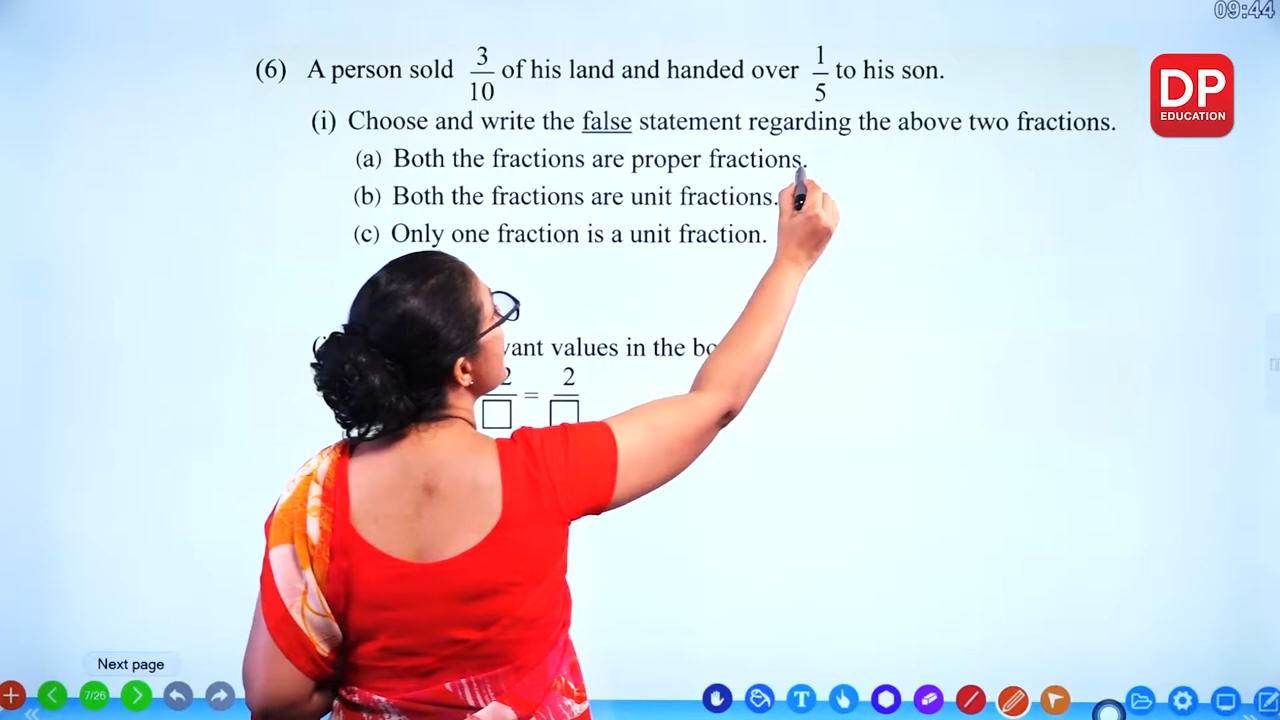 09:44
(6) A person sold 3/10 of his land and handed over 1/5 to his son.
DP
EDUCATION
(i) Choose and write the false statement regarding the above two fractions.
(a) Both the fractions are proper fractions.
(b) Both the fractions are unit fractions.
(c) Only one fraction is a unit fraction.
values in the
2/□ = 2/□
Next page
7/26
T